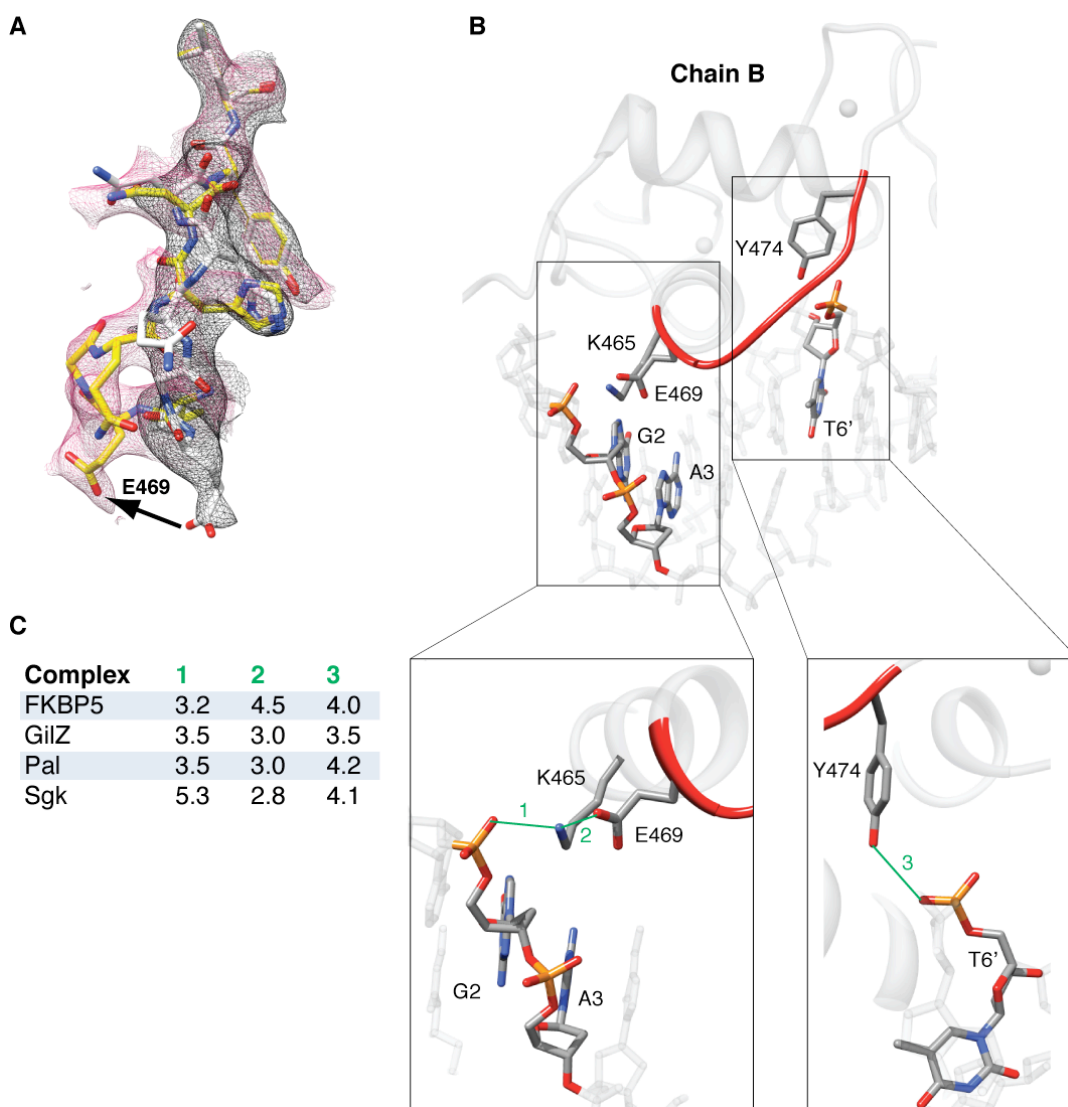 A
B
Chain B
Y474
K465
E469
G2
A3
T6'
E469
C
Complex 1 2 3
FKBP5 3.2 4.5 4.0
GilZ 3.5 3.0 3.5
Pal 3.5 3.0 4.2
Sgk 5.3 2.8 4.1
K465
1
2
E469
G2
A3
Y474
3
T6'